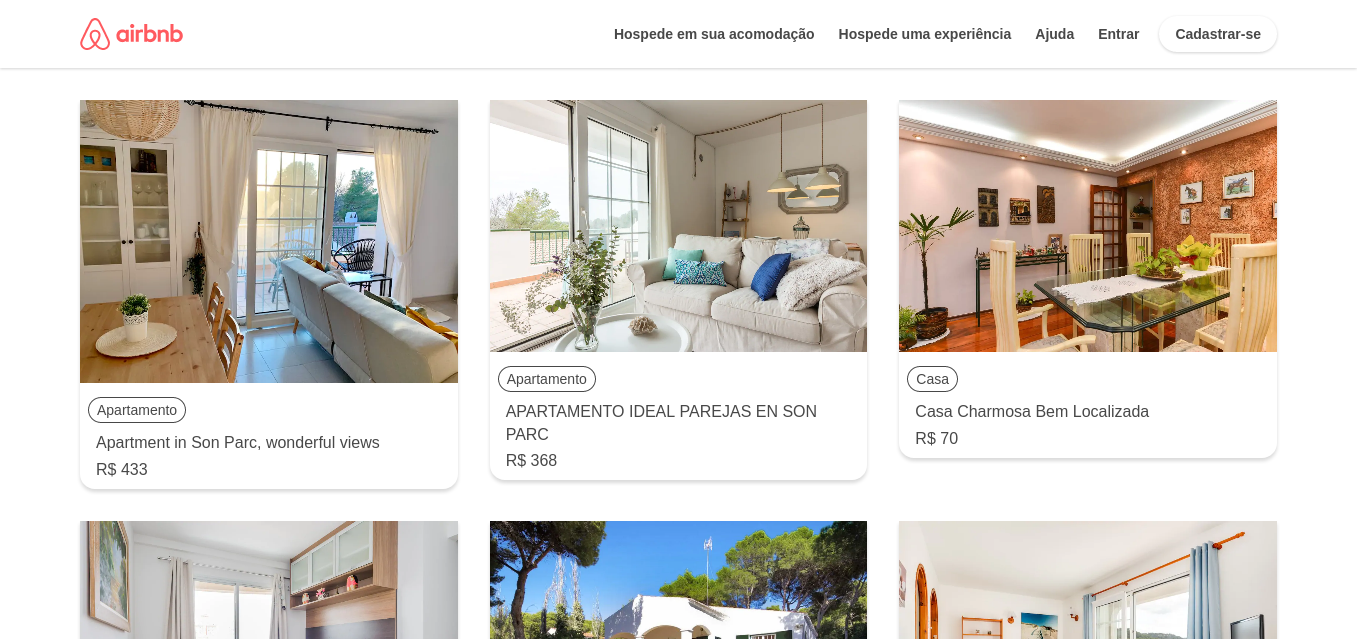 airbnb
Hospede em sua acomodação
Hospede uma experiência
Ajuda
Entrar
Cadastrar-se
Apartamento
Apartment in Son Parc, wonderful views
R$ 433
Apartamento
APARTAMENTO IDEAL PAREJAS EN SON
PARC
R$ 368
Casa
Casa Charmosa Bem Localizada
R$ 70